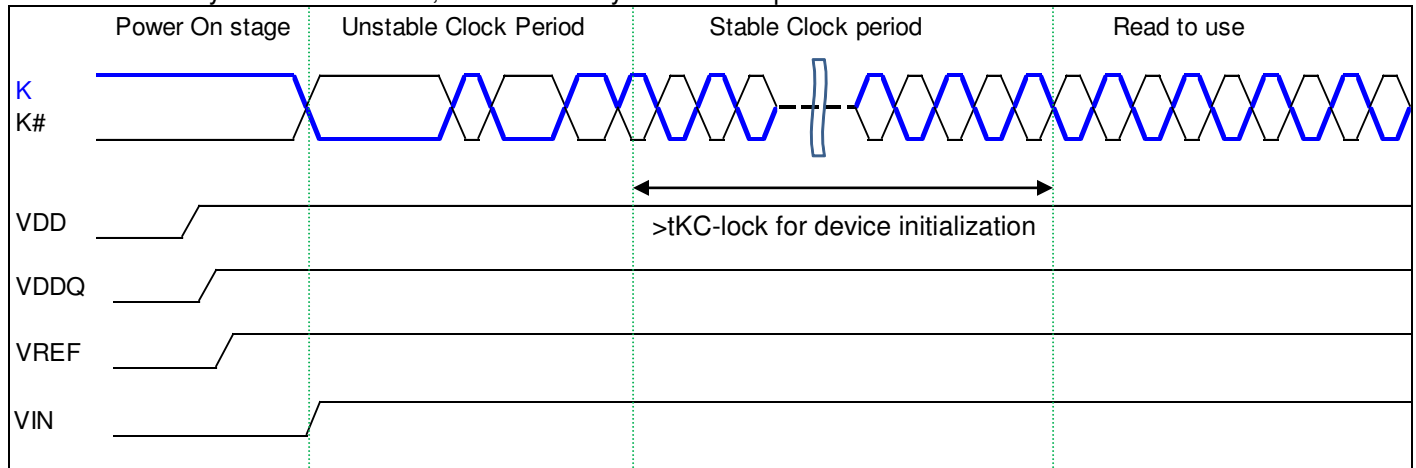 Power On stage Unstable Clock Period Stable Clock period Read to use
K
K#
>tKC-lock for device initialization
VDD
VDDQ
VREF
VIN